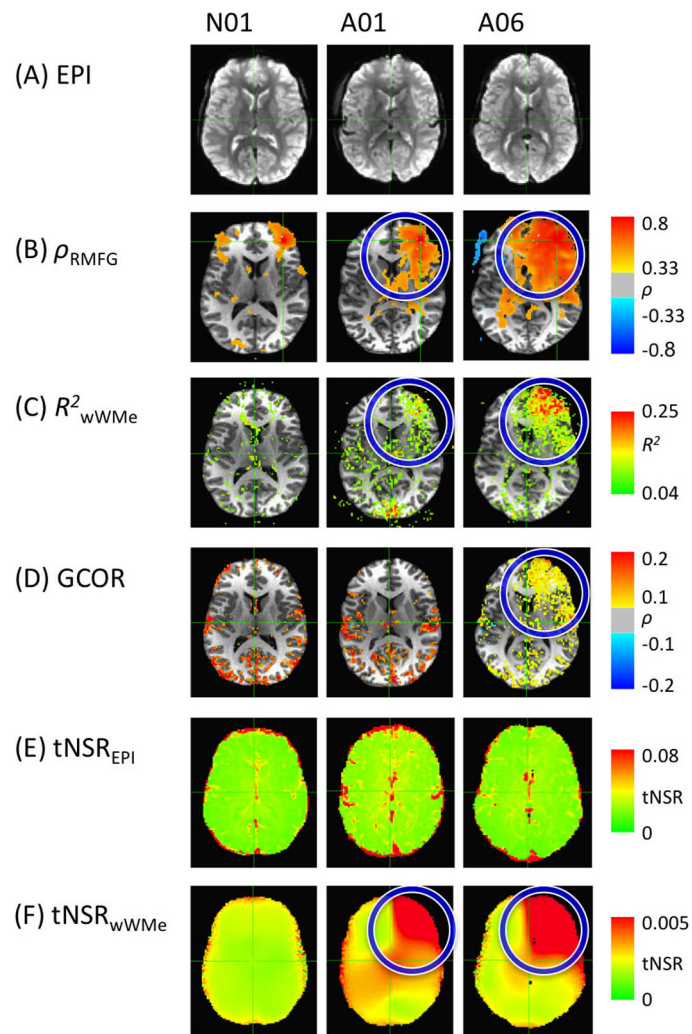 N01 A01 A06
(A) EPI
(B) ρRMFG
0.8
0.33
ρ
-0.33
-0.8
(C) R²wWMe
0.25
R²
0.04
(D) GCOR
0.2
0.1
ρ
-0.1
-0.2
(E) tNSREPI
0.08
tNSR
0
(F) tNSRwWMe
0.005
tNSR
0